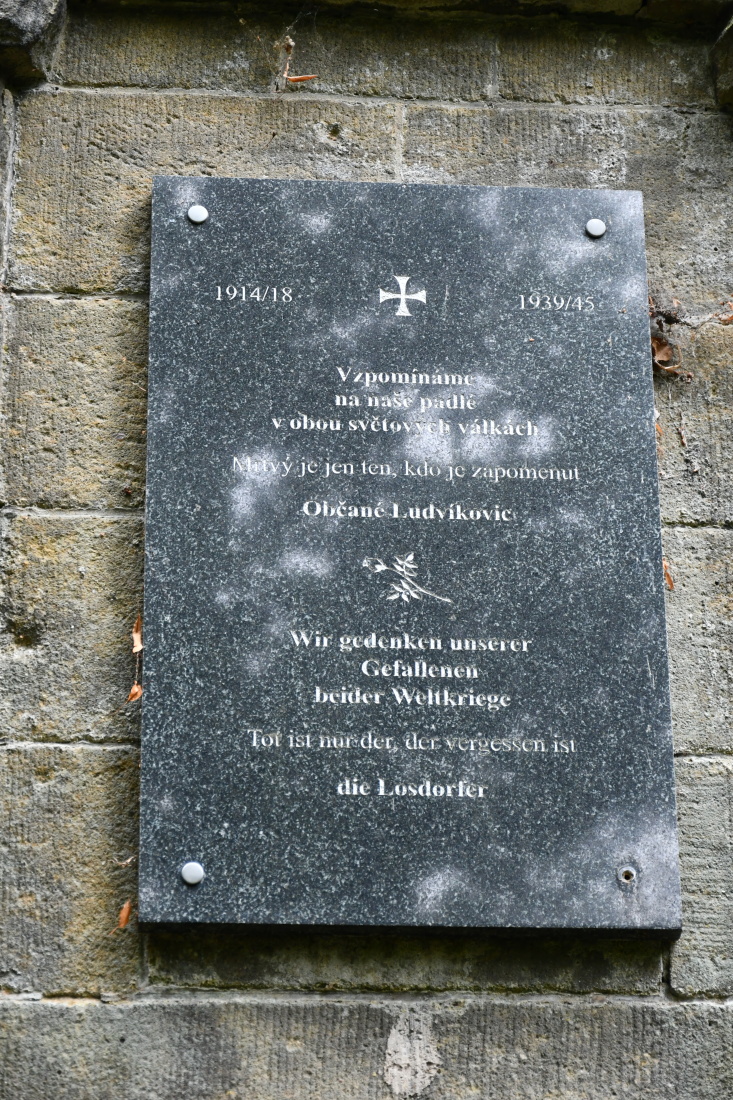 1914/18 1939/45
Vzpomínáme
na naše padlé
v obou světových válkách
Mrtvý je jen ten, kdo je zapomenut
Občané Ludvíkovic
Wir gedenken unserer
Gefallenen
beider Weltkriege
Tot ist nur der, der vergessen ist
die Losdorfer